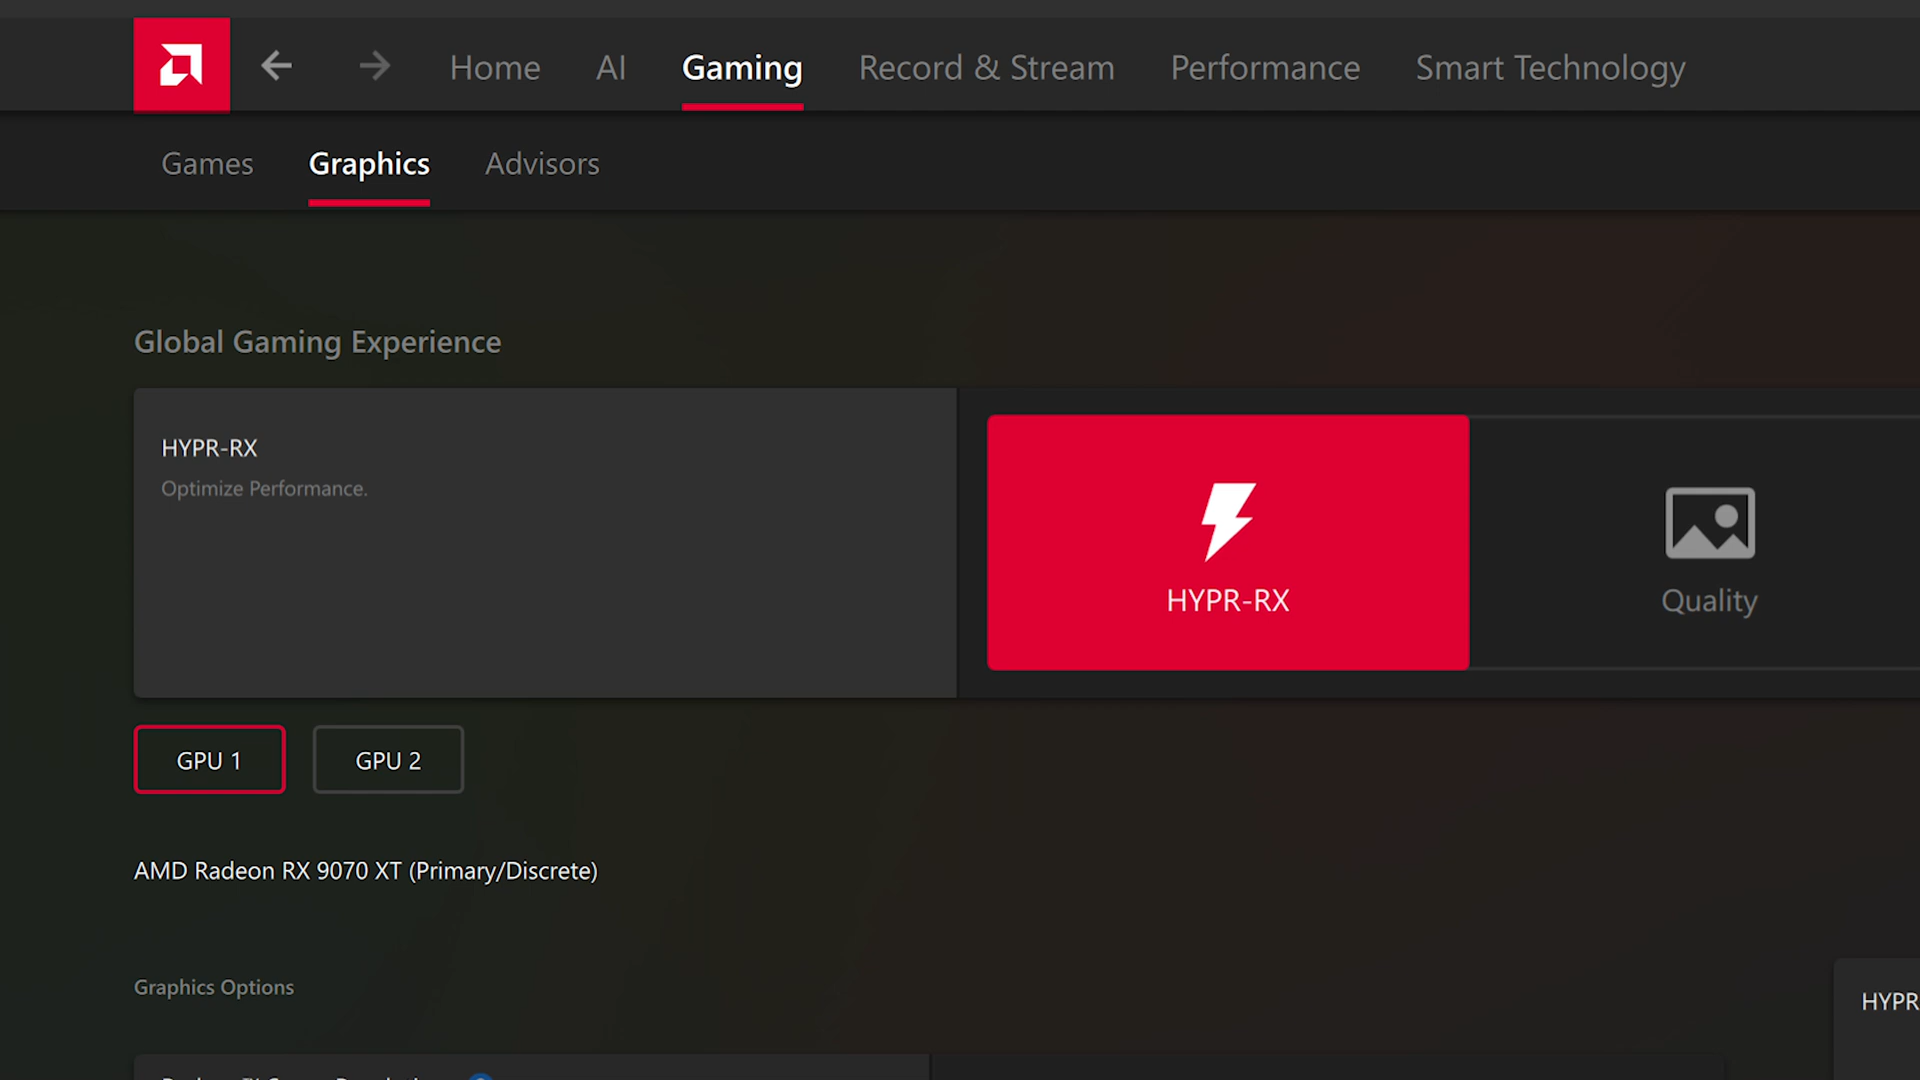 Home AI Gaming Record & Stream Performance Smart Technology
Games Graphics Advisors
Global Gaming Experience
HYPR-RX
Optimize Performance.
HYPR-RX
Quality
GPU 1 GPU 2
AMD Radeon RX 9070 XT (Primary/Discrete)
Graphics Options
HYPR